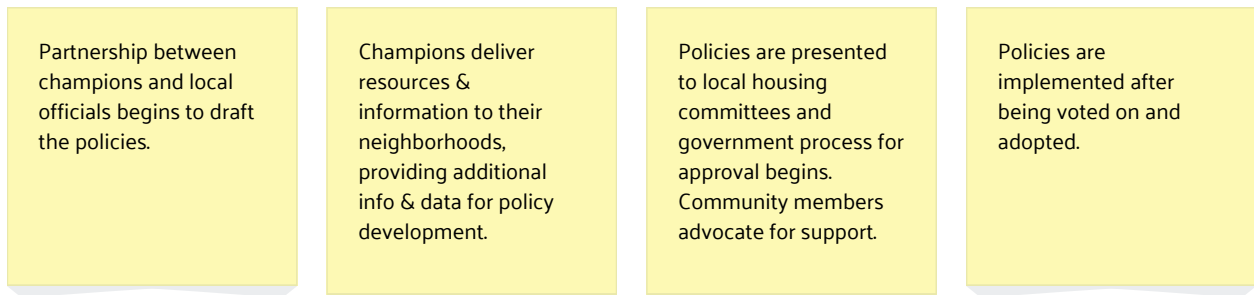 Partnership between
champions and local
officials begins to draft
the policies.
Champions deliver
resources &
information to their
neighborhoods,
providing additional
info & data for policy
development.
Policies are presented
to local housing
committees and
government process for
approval begins.
Community members
advocate for support.
Policies are
implemented after
being voted on and
adopted.